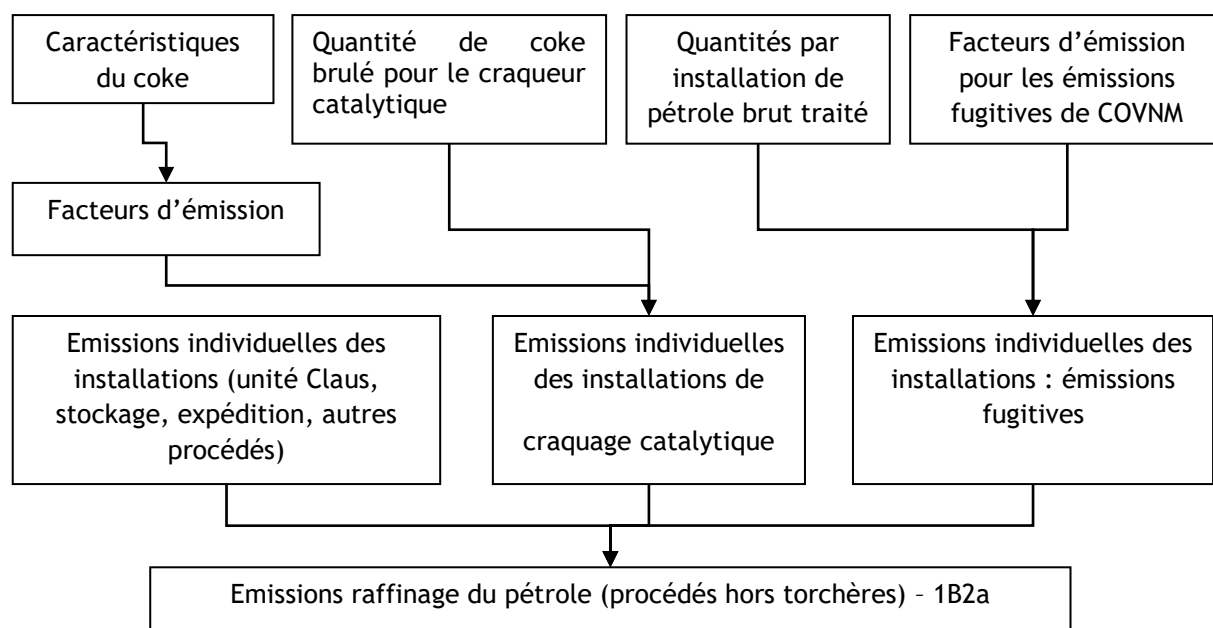 Caractéristiques
du coke
Quantité de coke
brulé pour le craqueur
catalytique
Quantités par
installation de
pétrole brut traité
Facteurs d’émission
pour les émissions
fugitives de COVNM
Facteurs d’émission
Emissions individuelles des
installations (unité Claus,
stockage, expédition, autres
procédés)
Emissions individuelles
des installations de
craquage catalytique
Emissions individuelles des
installations : émissions
fugitives
Emissions raffinage du pétrole (procédés hors torchères) – 1B2a